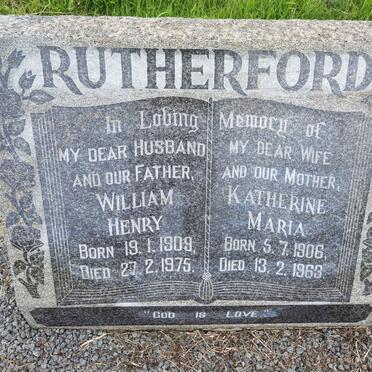 RUTHERFORD
In Loving Memory of
MY DEAR HUSBAND
AND OUR FATHER,
WILLIAM
HENRY
BORN 19.1.1908,
DIED 27.2.1975,
MY DEAR WIFE
AND OUR MOTHER,
KATHERINE
MARIA
BORN 5.7.1906,
DIED 13.2.1963
"GOD IS LOVE"